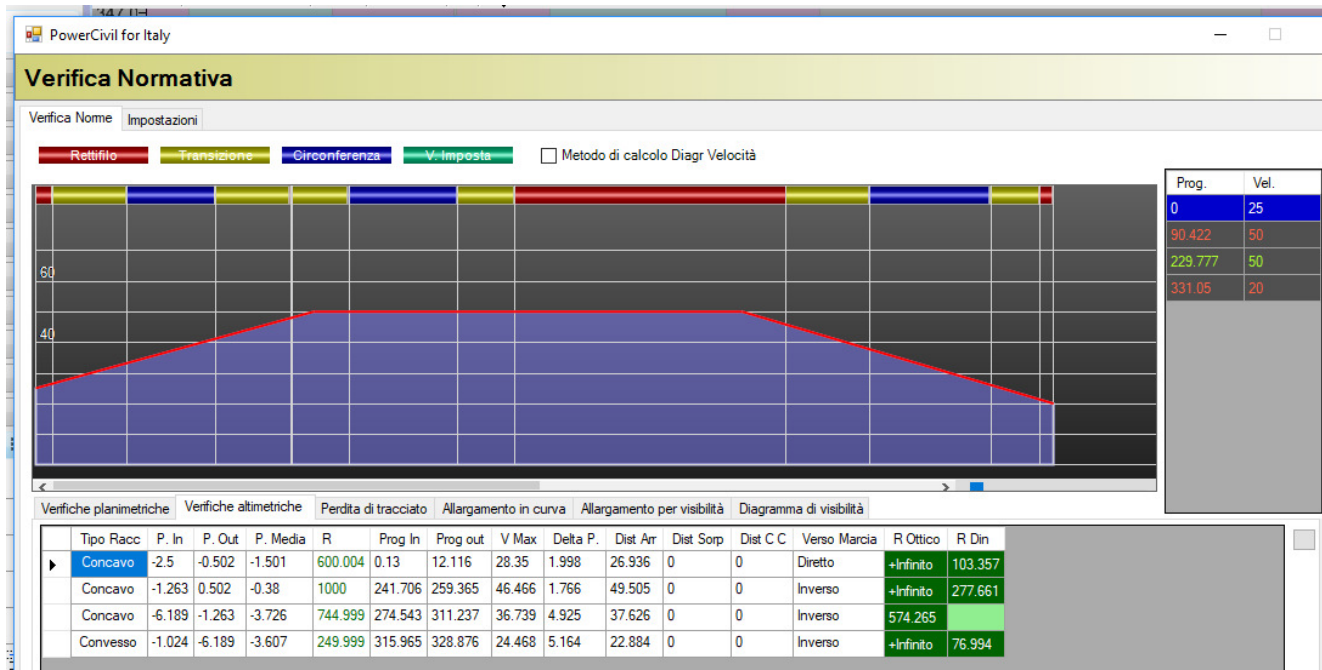 347.0
PowerCivil for Italy
Verifica Normativa
Verifica Norme Impostazioni
Rettifilo Transizione Circonferenza V. Imposta Metodo di calcolo Diagr Velocità
Prog. Vel.
0 25
90.422 50
229.777 50
331.05 20
60
40
Verifiche planimetriche Verifiche altimetriche Perdita di tracciato Allargamento in curva Allargamento per visibilità Diagramma di visibilità
Tipo Racc P. In P. Out P. Media R Prog In Prog out V Max Delta P. Dist Arr Dist Sorp Dist C C Verso Marcia R Ottico R Din
Concavo -2.5 -0.502 -1.501 600.004 0.13 12.116 28.35 1.998 26.936 0 0 Diretto +Infinito 103.357
Concavo -1.263 0.502 -0.38 1000 241.706 259.365 46.466 1.766 49.505 0 0 Inverso +Infinito 277.661
Concavo -6.189 -1.263 -3.726 744.999 274.543 311.237 36.739 4.925 37.626 0 0 Inverso 574.265
Convesso -1.024 -6.189 -3.607 249.999 315.965 328.876 24.468 5.164 22.884 0 0 Inverso +Infinito 76.994